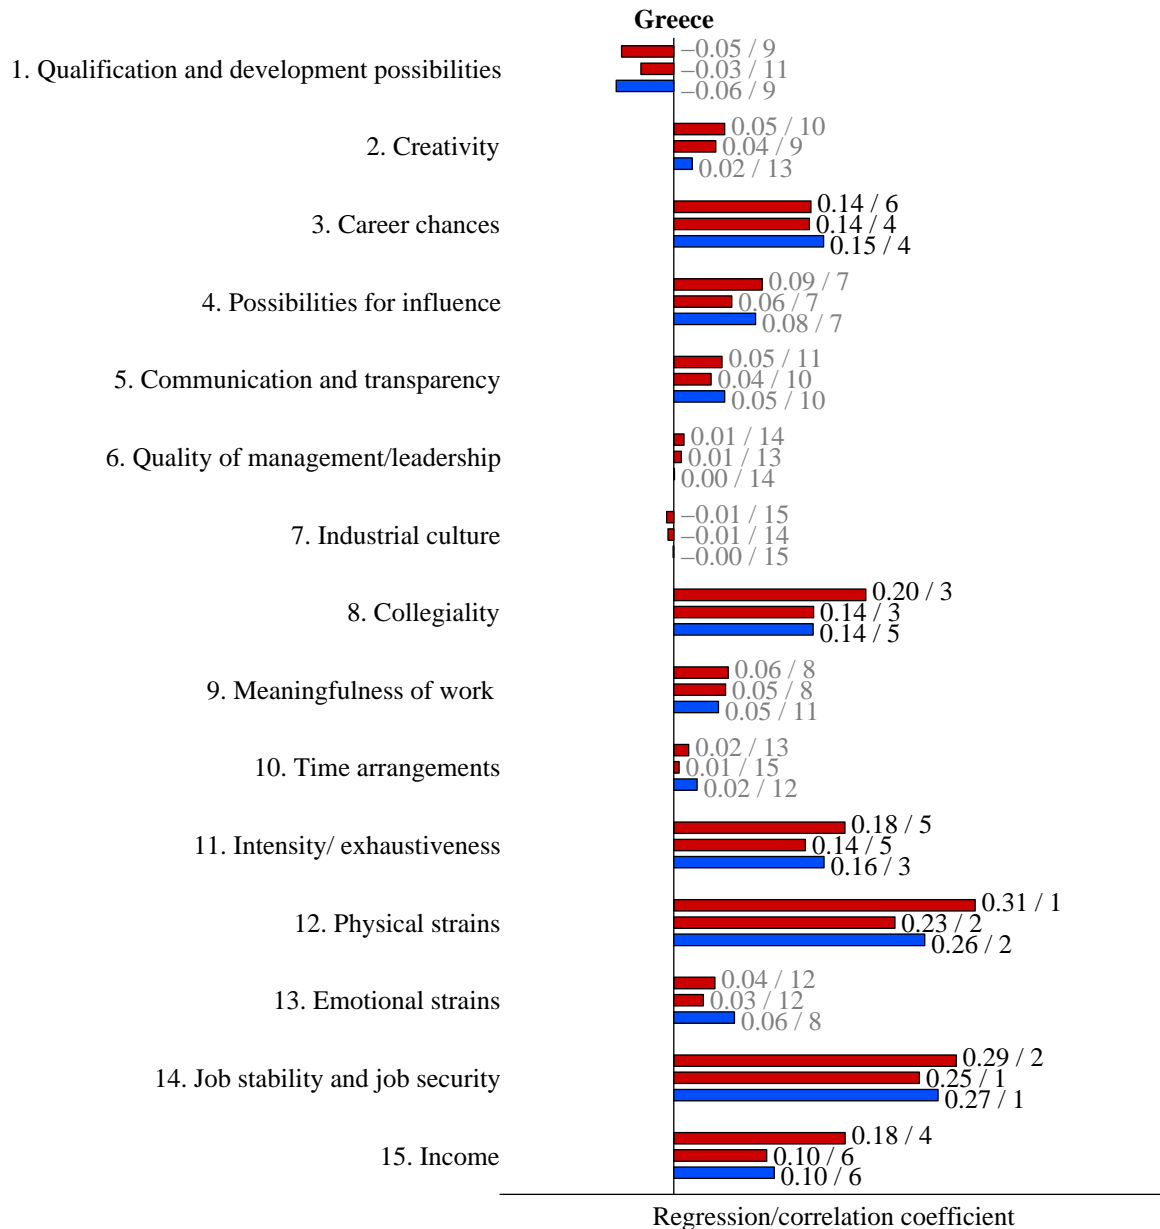 Greece
1. Qualification and development possibilities
–0.05 / 9
–0.03 / 11
–0.06 / 9
2. Creativity
0.05 / 10
0.04 / 9
0.02 / 13
3. Career chances
0.14 / 6
0.14 / 4
0.15 / 4
4. Possibilities for influence
0.09 / 7
0.06 / 7
0.08 / 7
5. Communication and transparency
0.05 / 11
0.04 / 10
0.05 / 10
6. Quality of management/leadership
0.01 / 14
0.01 / 13
0.00 / 14
7. Industrial culture
–0.01 / 15
–0.01 / 14
–0.00 / 15
8. Collegiality
0.20 / 3
0.14 / 3
0.14 / 5
9. Meaningfulness of work
0.06 / 8
0.05 / 8
0.05 / 11
10. Time arrangements
0.02 / 13
0.01 / 15
0.02 / 12
11. Intensity/ exhaustiveness
0.18 / 5
0.14 / 5
0.16 / 3
12. Physical strains
0.31 / 1
0.23 / 2
0.26 / 2
13. Emotional strains
0.04 / 12
0.03 / 12
0.06 / 8
14. Job stability and job security
0.29 / 2
0.25 / 1
0.27 / 1
15. Income
0.18 / 4
0.10 / 6
0.10 / 6
Regression/correlation coefficient